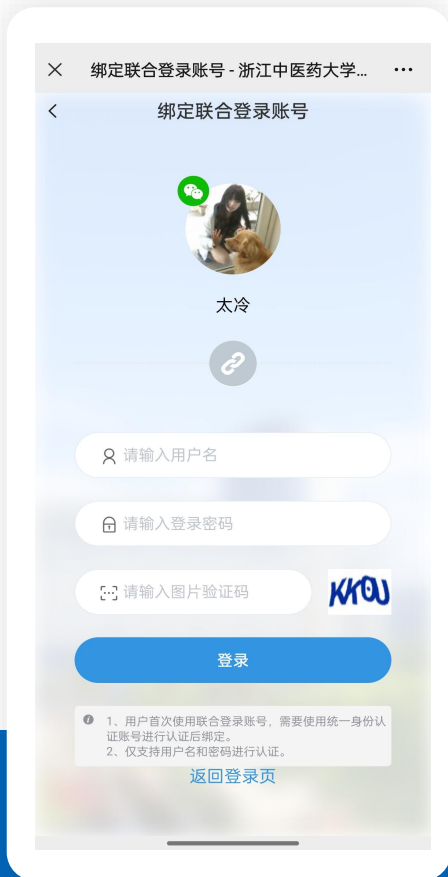 绑定联合登录账号 - 浙江中医药大学...
绑定联合登录账号
太冷
请输入用户名
请输入登录密码
请输入图片验证码
KKOU
登录
1、用户首次使用联合登录账号，需要使用统一身份认
证账号进行认证后绑定。
2、仅支持用户名和密码进行认证。
返回登录页